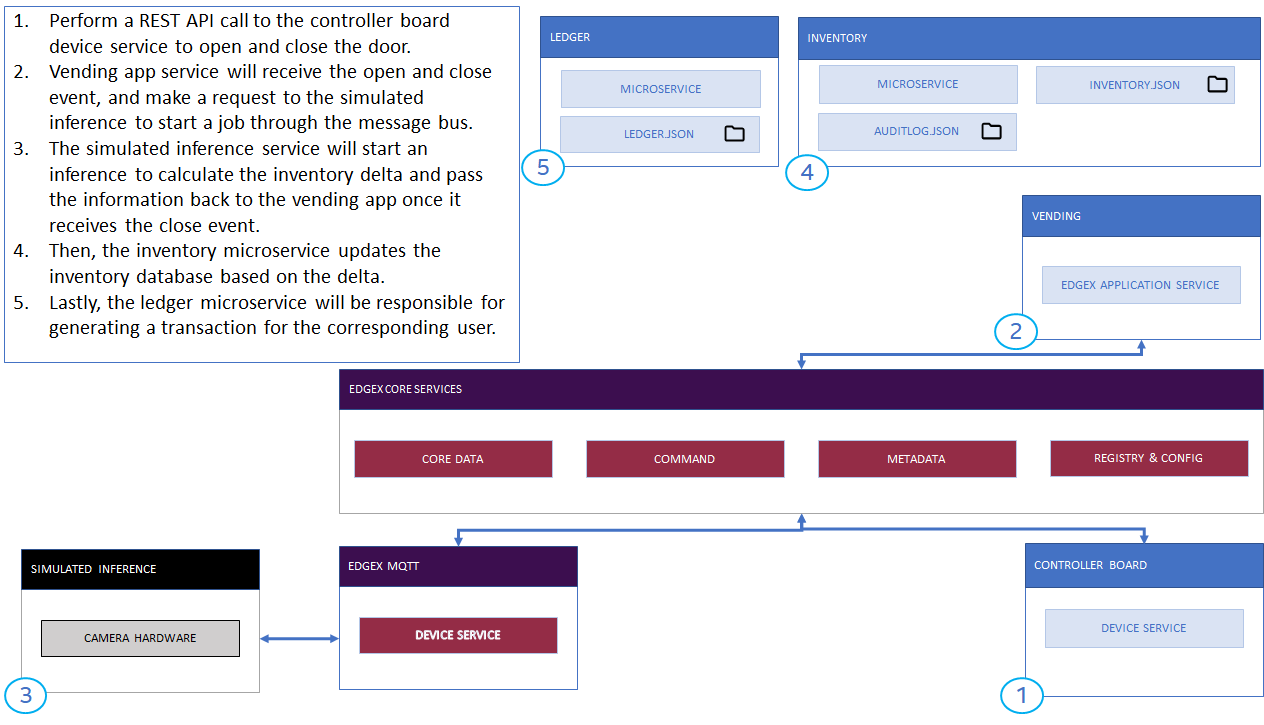 1. Perform a REST API call to the controller board
device service to open and close the door.
2. Vending app service will receive the open and close
event, and make a request to the simulated
inference to start a job through the message bus.
3. The simulated inference service will start an
inference to calculate the inventory delta and pass
the information back to the vending app once it
receives the close event.
4. Then, the inventory microservice updates the
inventory database based on the delta.
5. Lastly, the ledger microservice will be responsible for
generating a transaction for the corresponding user.
LEDGER
MICROSERVICE
LEDGER.JSON
5
INVENTORY
MICROSERVICE
INVENTORY.JSON
AUDITLOG.JSON
4
VENDING
EDGEX APPLICATION SERVICE
2
EDGEX CORE SERVICES
CORE DATA
COMMAND
METADATA
REGISTRY & CONFIG
SIMULATED INFERENCE
CAMERA HARDWARE
3
EDGEX MQTT
DEVICE SERVICE
CONTROLLER BOARD
DEVICE SERVICE
1